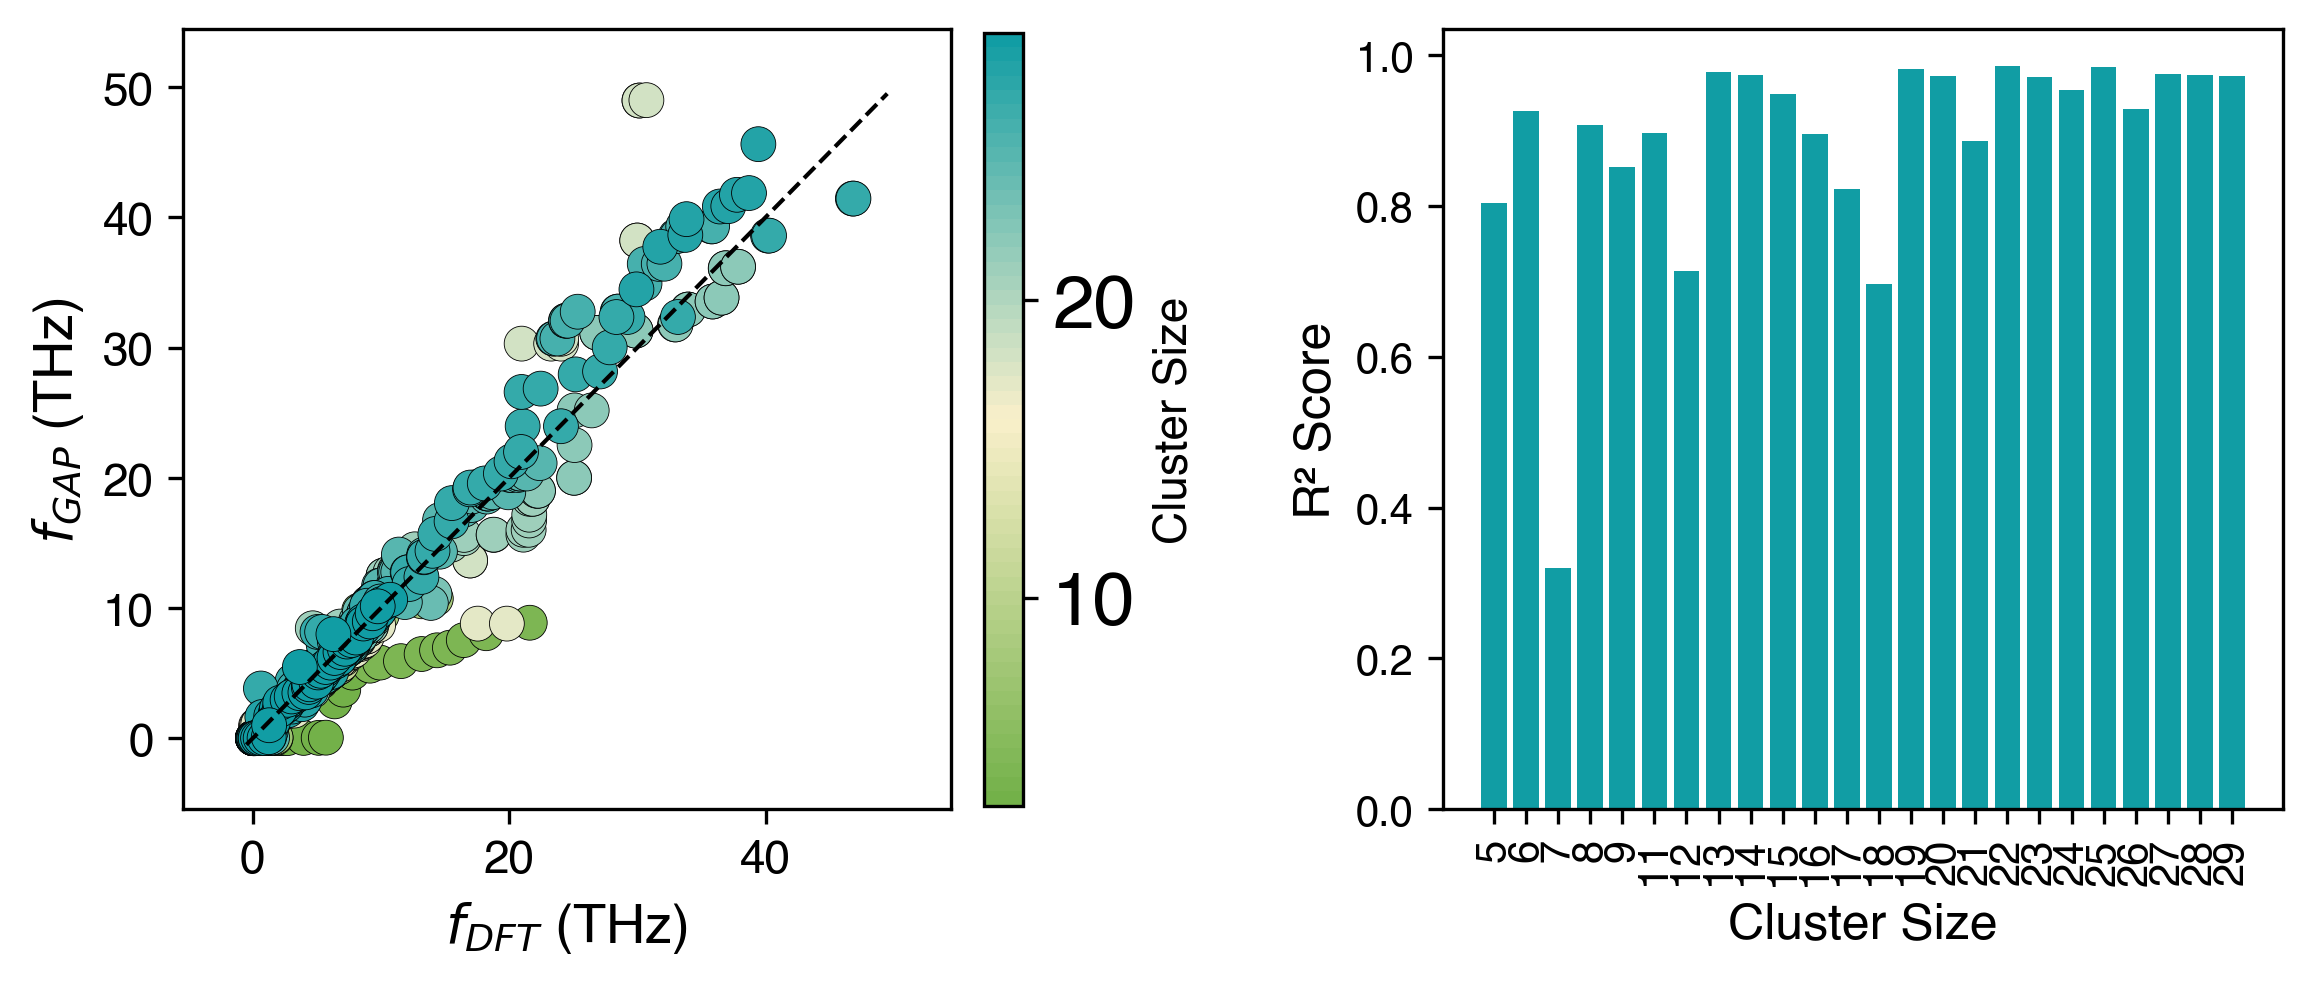 50
40
30
20
10
0
f_GAP (THz)
0 20 40
f_DFT (THz)
20
10
Cluster Size
1.0
0.8
0.6
0.4
0.2
0.0
R² Score
5 6 7 8 9 11 12 13 14 15 16 17 18 19 20 21 22 23 24 25 26 27 28 29
Cluster Size